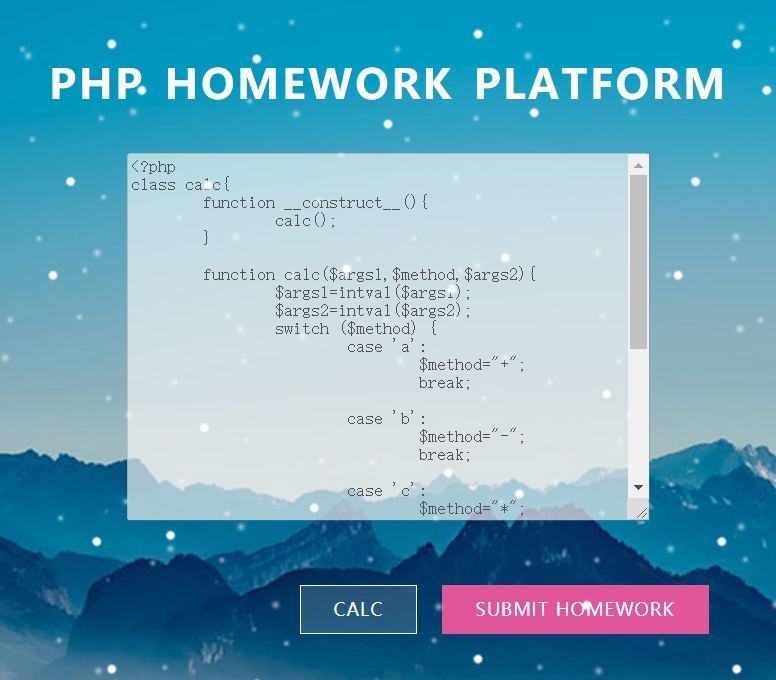 PHP HOMEWORK PLATFORM
<?php
class calc{
function __construct__(){
calc();
}
function calc($args1,$method,$args2){
$args1=intval($args1);
$args2=intval($args2);
switch ($method) {
case 'a':
$method="+";
break;
case 'b':
$method="-";
break;
case 'c':
$method="*";
CALC
SUBMIT HOMEWORK